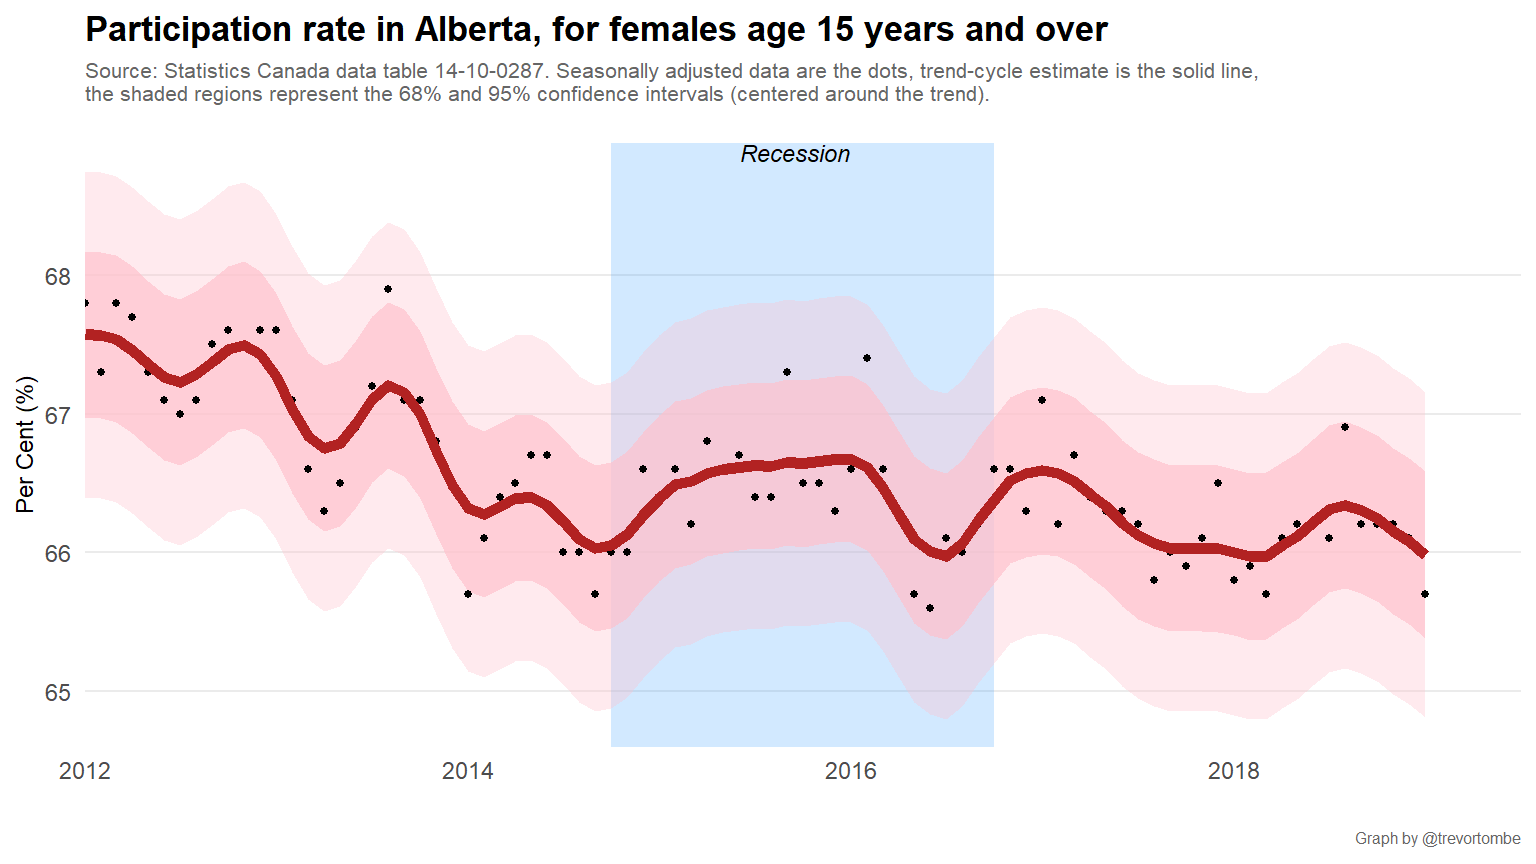 Participation rate in Alberta, for females age 15 years and over
Source: Statistics Canada data table 14-10-0287. Seasonally adjusted data are the dots, trend-cycle estimate is the solid line,
the shaded regions represent the 68% and 95% confidence intervals (centered around the trend).
Recession
68
67
66
65
Per Cent (%)
2012
2014
2016
2018
Graph by @trevortombe